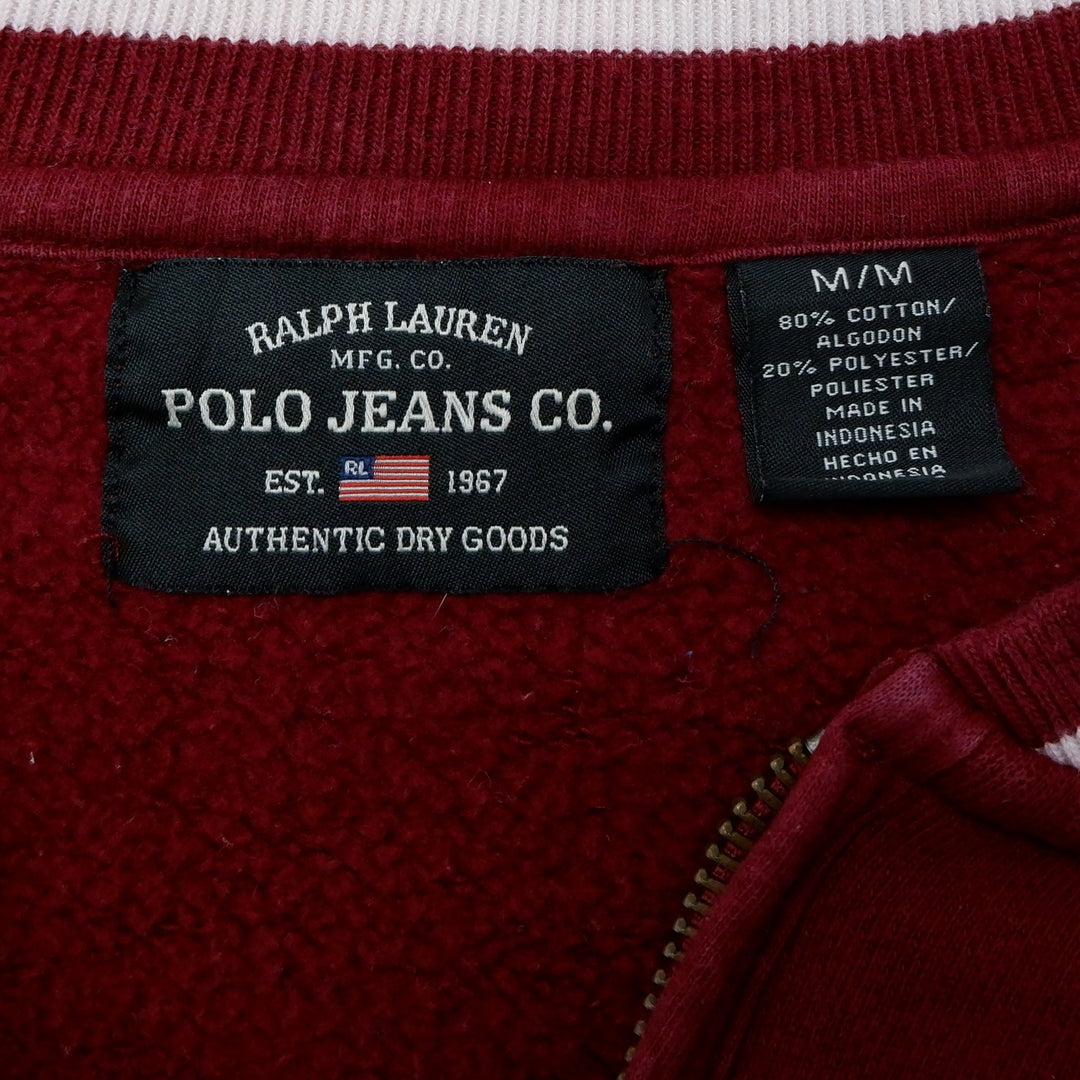 RALPH LAUREN
MFG. CO.
POLO JEANS CO.
EST. RL 1967
AUTHENTIC DRY GOODS
M/M
80% COTTON/
ALGODON
20% POLYESTER/
POLIESTER
MADE IN
INDONESIA
HECHO EN
INDONESIA